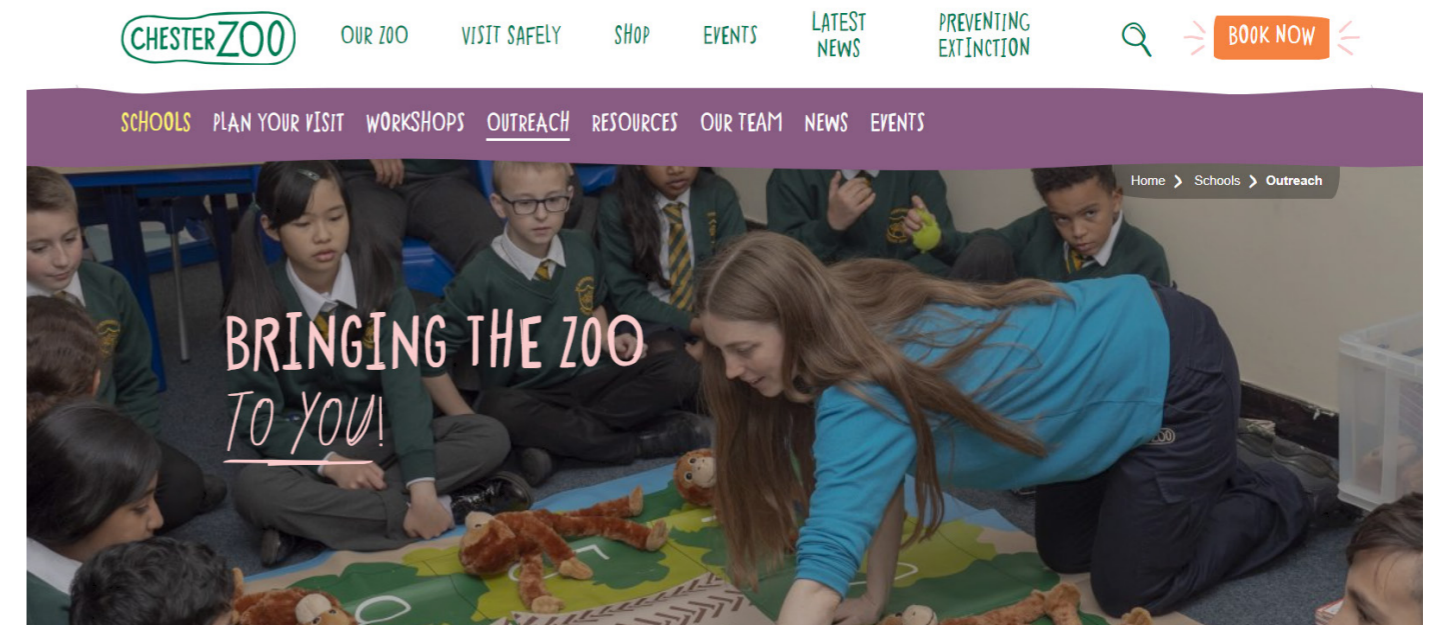 CHESTER ZOO
OUR ZOO
VISIT SAFELY
SHOP
EVENTS
LATEST
NEWS
PREVENTING
EXTINCTION
BOOK NOW
SCHOOLS PLAN YOUR VISIT WORKSHOPS OUTREACH RESOURCES OUR TEAM NEWS EVENTS
Home > Schools > Outreach
BRINGING THE ZOO
TO YOU!